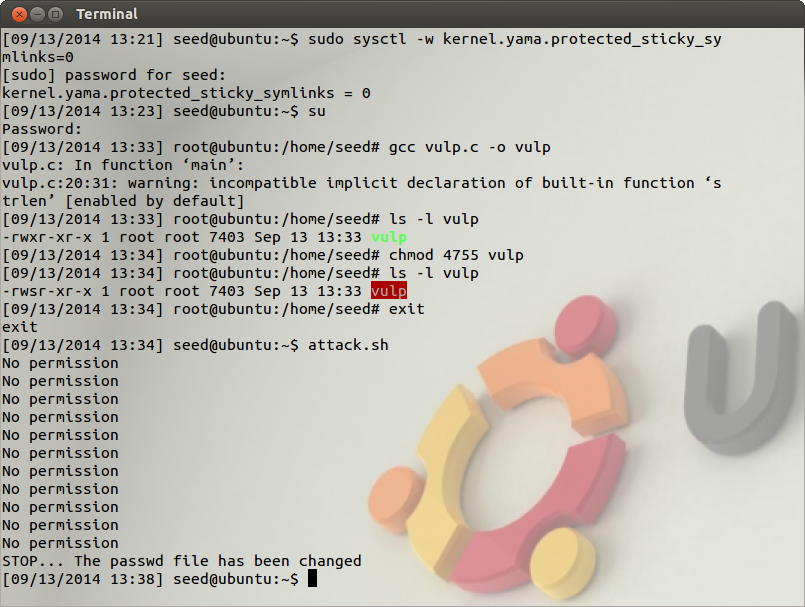 Terminal
[09/13/2014 13:21] seed@ubuntu:~$ sudo sysctl -w kernel.yama.protected_sticky_sy
mlinks=0
[sudo] password for seed:
kernel.yama.protected_sticky_symlinks = 0
[09/13/2014 13:23] seed@ubuntu:~$ su
Password:
[09/13/2014 13:33] root@ubuntu:/home/seed# gcc vulp.c -o vulp
vulp.c: In function ‘main’:
vulp.c:20:31: warning: incompatible implicit declaration of built-in function ‘s
trlen’ [enabled by default]
[09/13/2014 13:33] root@ubuntu:/home/seed# ls -l vulp
-rwxr-xr-x 1 root root 7403 Sep 13 13:33 vulp
[09/13/2014 13:34] root@ubuntu:/home/seed# chmod 4755 vulp
[09/13/2014 13:34] root@ubuntu:/home/seed# ls -l vulp
-rwsr-xr-x 1 root root 7403 Sep 13 13:33 vulp
[09/13/2014 13:34] root@ubuntu:/home/seed# exit
exit
[09/13/2014 13:34] seed@ubuntu:~$ attack.sh
No permission
No permission
No permission
No permission
No permission
No permission
No permission
No permission
No permission
No permission
No permission
STOP... The passwd file has been changed
[09/13/2014 13:38] seed@ubuntu:~$
U